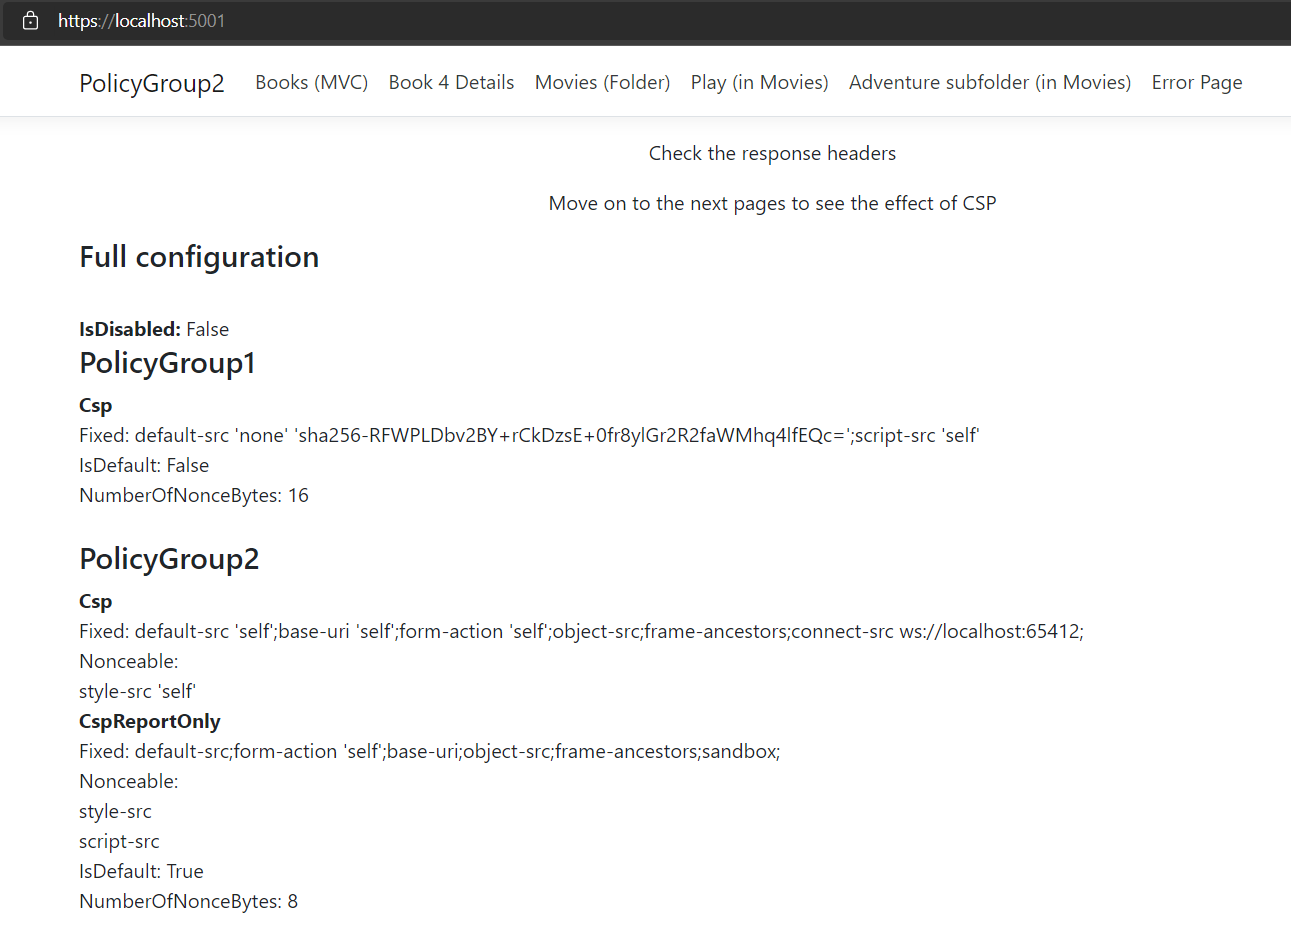 https://localhost:5001
PolicyGroup2 Books (MVC) Book 4 Details Movies (Folder) Play (in Movies) Adventure subfolder (in Movies) Error Page
Check the response headers
Move on to the next pages to see the effect of CSP
Full configuration
IsDisabled: False
PolicyGroup1
Csp
Fixed: default-src 'none' 'sha256-RFWPLDbv2BY+rCkDzsE+0fr8ylGr2R2faWMhq4lfEQc=';script-src 'self'
IsDefault: False
NumberOfNonceBytes: 16
PolicyGroup2
Csp
Fixed: default-src 'self';base-uri 'self';form-action 'self';object-src;frame-ancestors;connect-src ws://localhost:65412;
Nonceable:
style-src 'self'
CspReportOnly
Fixed: default-src;form-action 'self';base-uri;object-src;frame-ancestors;sandbox;
Nonceable:
style-src
script-src
IsDefault: True
NumberOfNonceBytes: 8